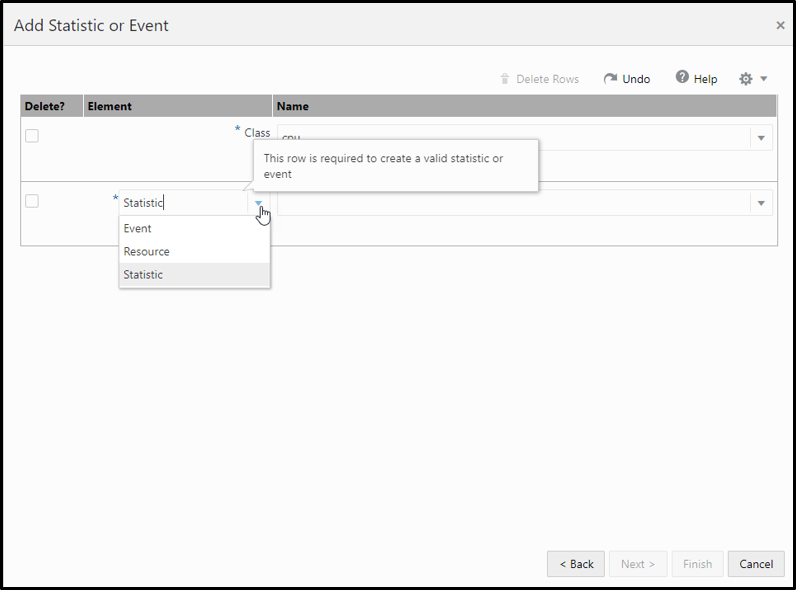 Add Statistic or Event
Delete Rows Undo Help
Delete? Element Name
* Class cpu
This row is required to create a valid statistic or
event
* Statistic
Event
Resource
Statistic
< Back Next > Finish Cancel